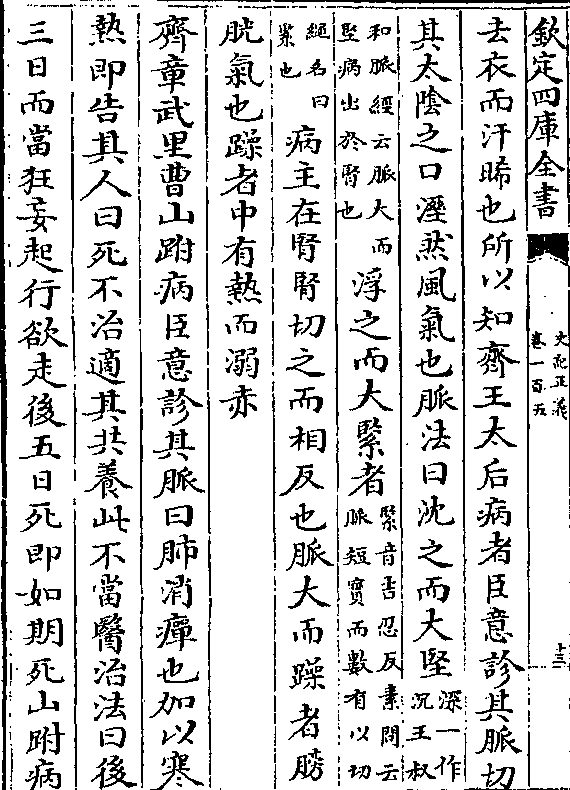 欽定四庫全書
史記正義
卷一百五
十三
去衣而汗晞也所以知齊王太后病者臣意診其脈切
其太陰之口溼然風氣也脈法曰沈之而大堅深一作沉王叔
和脈經云脈大而堅病出於腎也浮之而大緊者緊音吉忍反素問云脈短實而數有以切
繩名曰緊也病主在腎腎切之而相反也脈大而躁者膀
胱氣也躁者中有熱而溺赤
齊章武里曹山跗病臣意診其脈曰肺消癉也加以寒
熱即告其人曰死不治適其共養此不當醫治法曰後
三日而當狂妄起行欲走後五日死即如期死山跗病